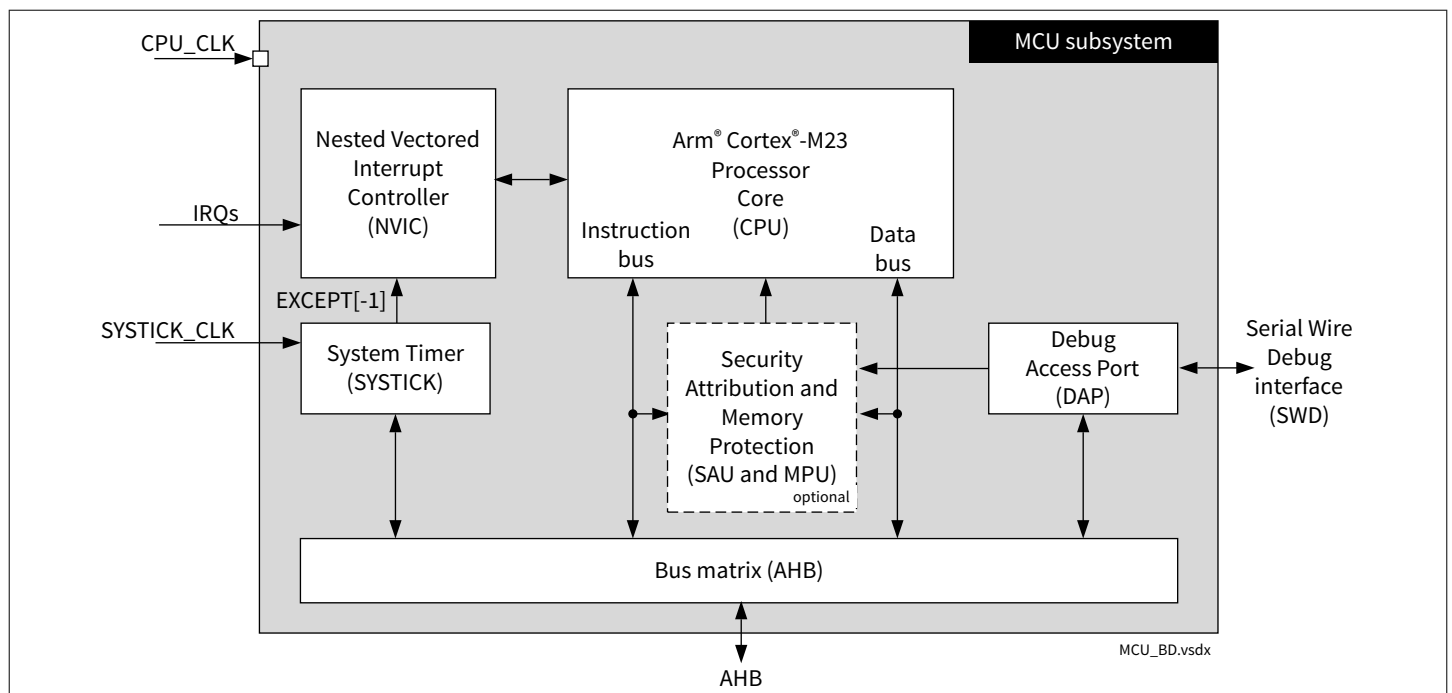 CPU_CLK
MCU subsystem
Nested Vectored
Interrupt
Controller
(NVIC)
Arm® Cortex®-M23
Processor
Core
(CPU)
Instruction
bus
Data
bus
IRQs
EXCEPT[-1]
SYSTICK_CLK
System Timer
(SYSTICK)
Security
Attribution and
Memory
Protection
(SAU and MPU)
optional
Debug
Access Port
(DAP)
Serial Wire
Debug
interface
(SWD)
Bus matrix (AHB)
MCU_BD.vsdx
AHB